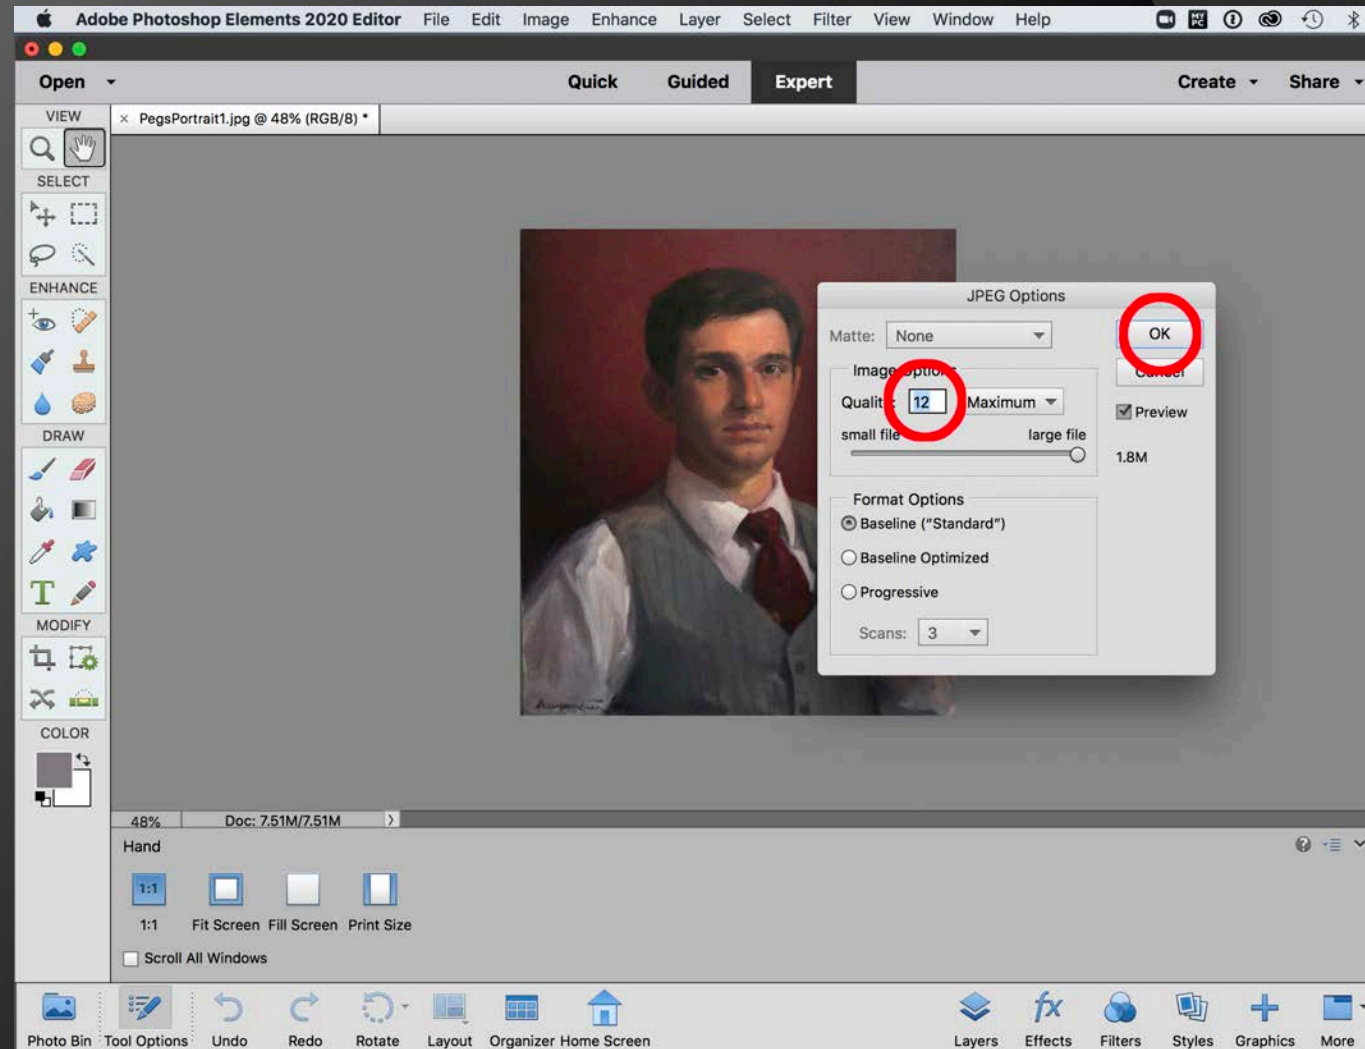 Adobe Photoshop Elements 2020 Editor File Edit Image Enhance Layer Select Filter View Window Help
Open Quick Guided Expert Create Share
VIEW
× PegsPortrait1.jpg @ 48% (RGB/8) *
SELECT
ENHANCE
DRAW
MODIFY
COLOR
JPEG Options
Matte: None
OK
Image Options
Cancel
Quality: 12 Maximum
Preview
small file large file
1.8M
Format Options
Baseline ("Standard")
Baseline Optimized
Progressive
Scans: 3
48% Doc: 7.51M/7.51M
Hand
1:1
1:1 Fit Screen Fill Screen Print Size
Scroll All Windows
Photo Bin Tool Options Undo Redo Rotate Layout Organizer Home Screen Layers Effects Filters Styles Graphics More